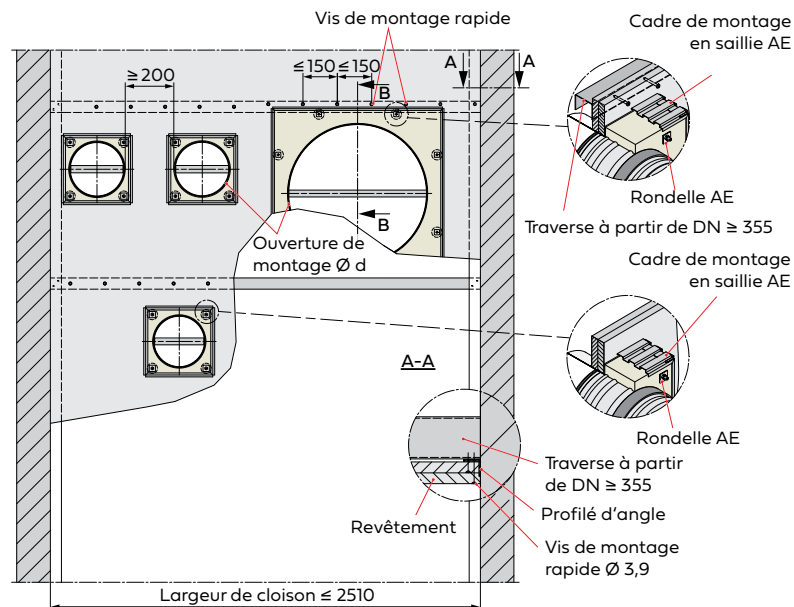 Vis de montage rapide
Cadre de montage
en saillie AE
≥ 200
≤ 150
≤ 150
A
A
B
Rondelle AE
Traverse à partir de DN ≥ 355
B
Ouverture de
montage Ø d
Cadre de montage
en saillie AE
A-A
Rondelle AE
Traverse à partir
de DN ≥ 355
Profilé d'angle
Revêtement
Vis de montage
rapide Ø 3,9
Largeur de cloison ≤ 2510